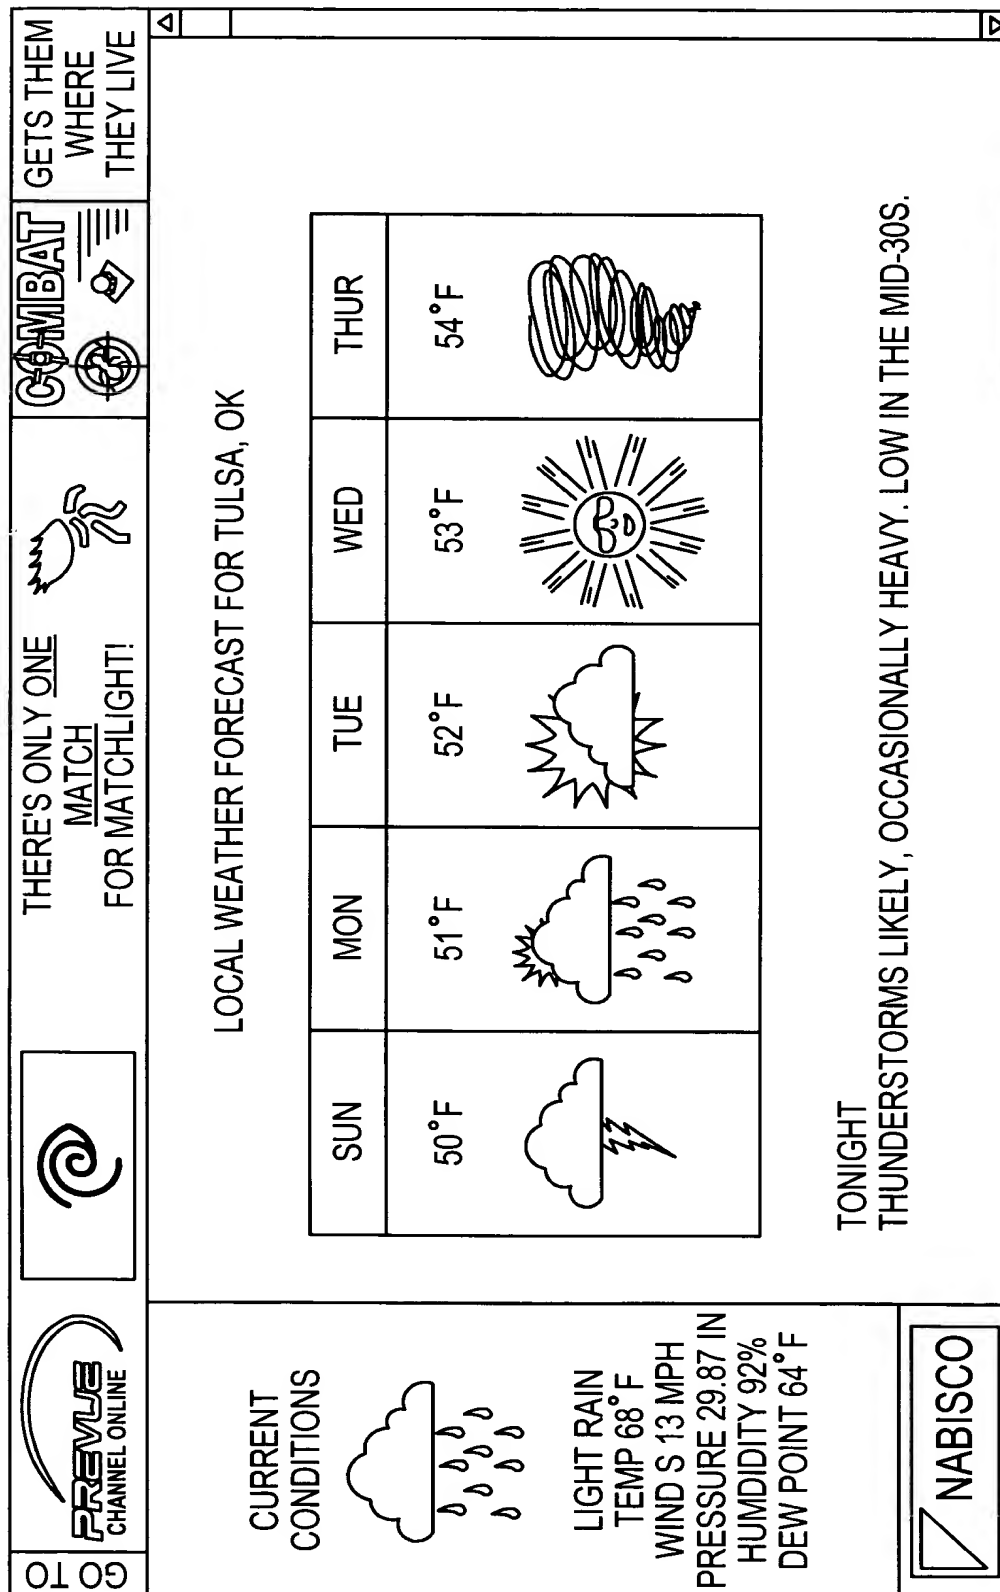 GO TO
PREVUE
CHANNEL ONLINE
THERE'S ONLY ONE
MATCH
FOR MATCHLIGHT!
COMBAT
GETS THEM
WHERE
THEY LIVE
CURRENT
CONDITIONS
LIGHT RAIN
TEMP 68°F
WIND S 13 MPH
PRESSURE 29.87 IN
HUMDIDITY 92%
DEW POINT 64°F
NABISCO
LOCAL WEATHER FORECAST FOR TULSA, OK
SUN MON TUE WED THUR
50°F 51°F 52°F 53°F 54°F
TONIGHT
THUNDERSTORMS LIKELY, OCCASIONALLY HEAVY. LOW IN THE MID-30S.